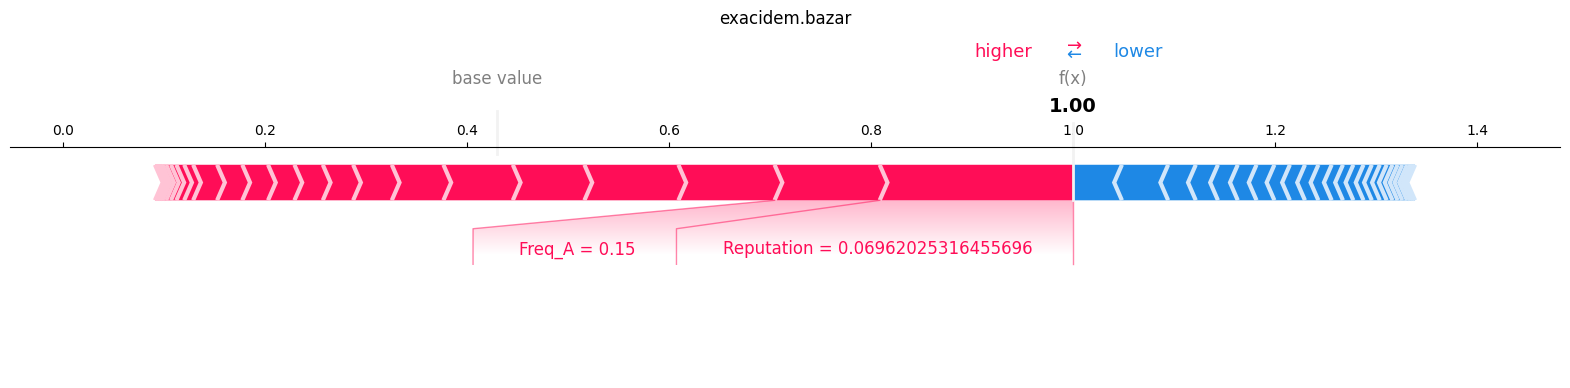 exacidem.bazar
higher → ← lower
base value f(x)
1.00
0.0 0.2 0.4 0.6 0.8 1.0 1.2 1.4
Freq_A = 0.15 Reputation = 0.06962025316455696